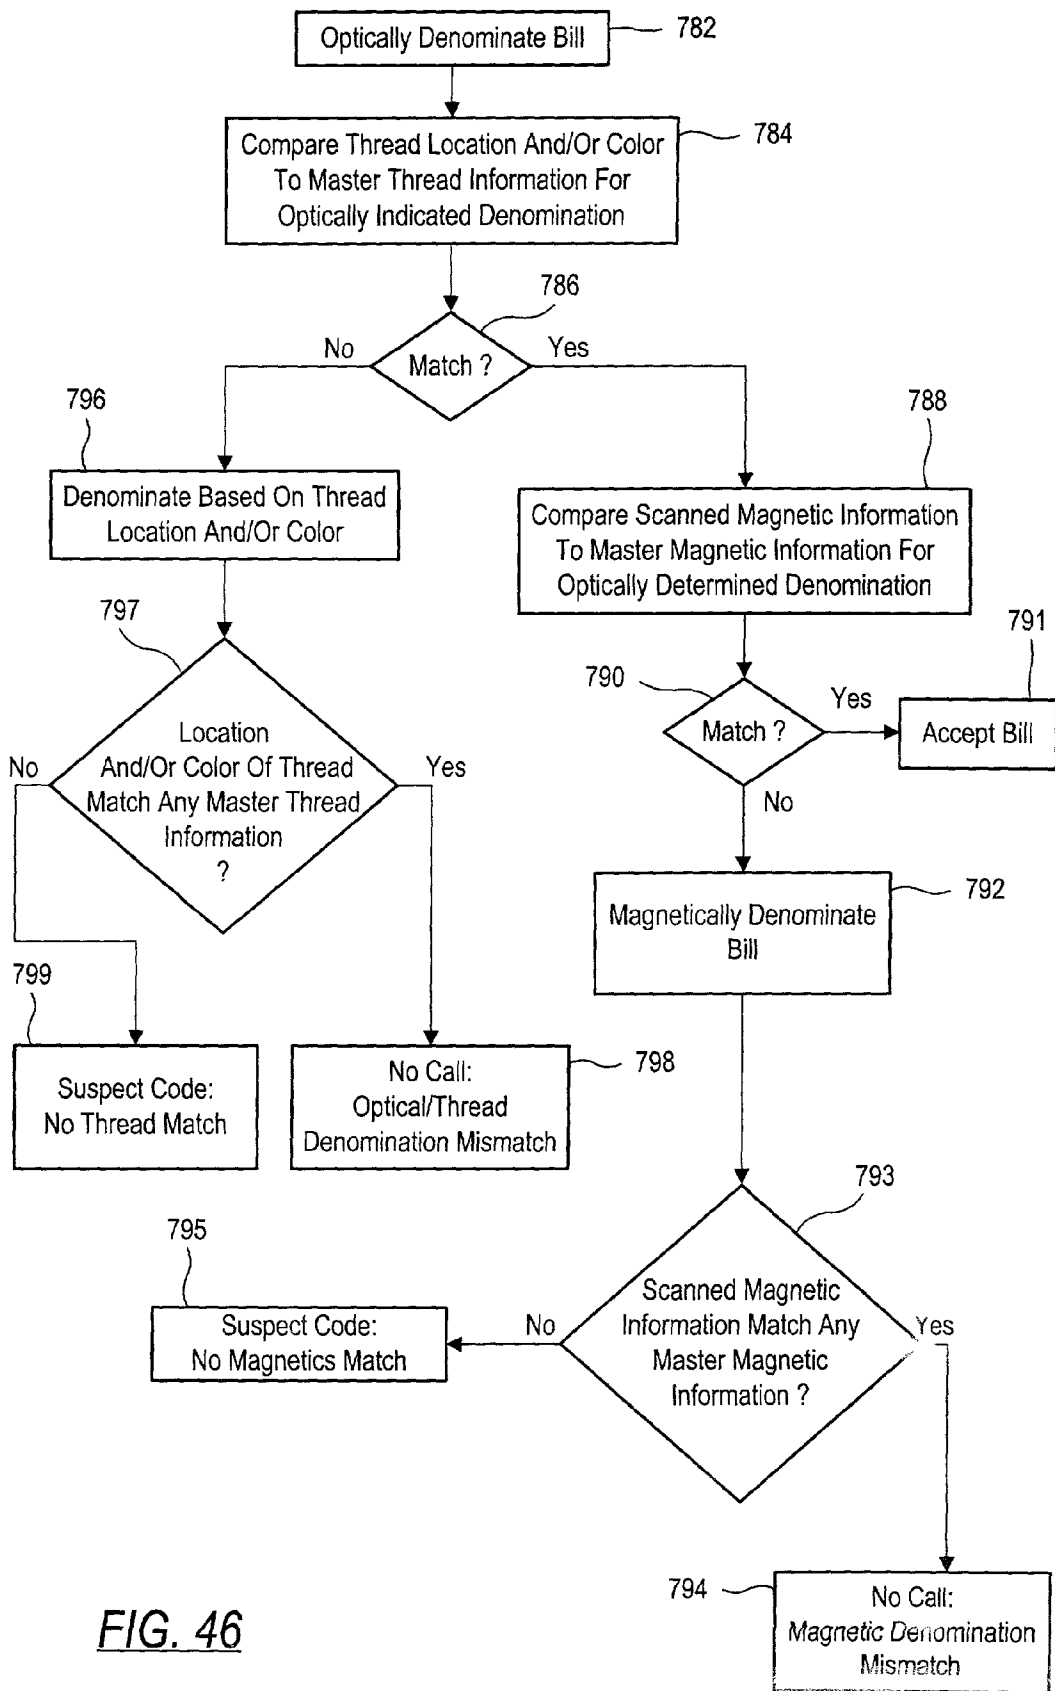 Optically Denominate Bill
782
Compare Thread Location And/Or Color
To Master Thread Information For
Optically Indicated Denomination
784
786
Match ?
No
Yes
796
Denominate Based On Thread
Location And/Or Color
788
Compare Scanned Magnetic Information
To Master Magnetic Information For
Optically Determined Denomination
797
Location
And/Or Color Of Thread
Match Any Master Thread
Information
?
No
Yes
790
Match ?
Yes
791
Accept Bill
No
792
Magnetically Denominate
Bill
799
Suspect Code:
No Thread Match
No Call:
Optical/Thread
Denomination Mismatch
798
793
Scanned Magnetic
Information Match Any
Master Magnetic
Information ?
No
Yes
795
Suspect Code:
No Magnetics Match
794
No Call:
Magnetic Denomination
Mismatch
FIG. 46